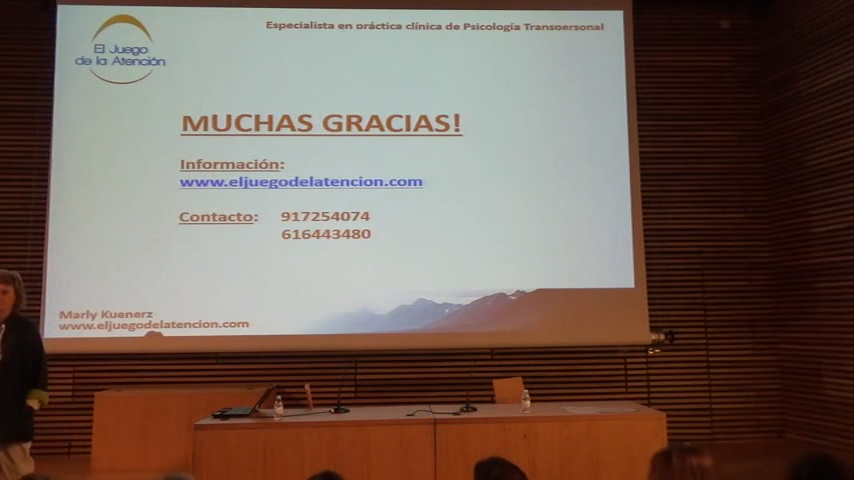 Especialista en práctica clínica de Psicología Transpersonal
El Juego
de la Atención
MUCHAS GRACIAS!
Información:
www.eljuegodelatencion.com
Contacto: 917254074
616443480
Marly Kuenerz
www.eljuegodelatencion.com